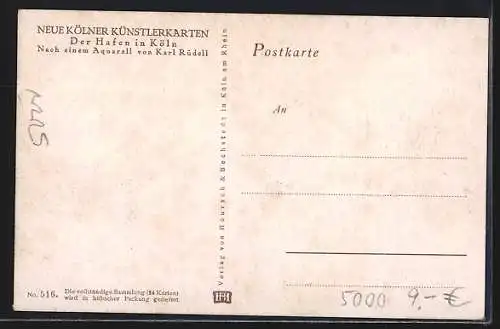 NEUE KÖLNER KÜNSTLERKARTEN
Der Hafen in Köln
Nach einem Aquarell von Karl Rüdell
Postkarte
An
Verlag von Hoursch & Bechstedt in Köln am Rhein
No. 516.
Die vollständige Sammlung (24 Karten)
wird in hübscher Packung geliefert
5000 9,- €